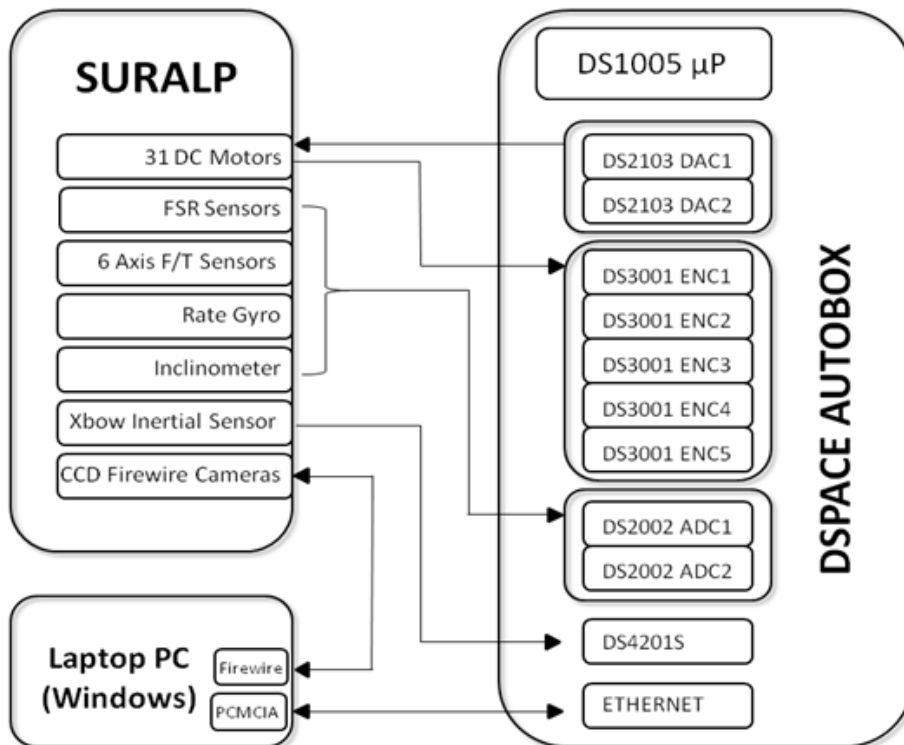 SURALP
31 DC Motors
FSR Sensors
6 Axis F/T Sensors
Rate Gyro
Inclinometer
Xbow Inertial Sensor
CCD Firewire Cameras
Laptop PC
(Windows)
Firewire
PCMCIA
DS1005 µP
DS2103 DAC1
DS2103 DAC2
DS3001 ENC1
DS3001 ENC2
DS3001 ENC3
DS3001 ENC4
DS3001 ENC5
DS2002 ADC1
DS2002 ADC2
DS4201S
ETHERNET
DSPACE AUTOBOX